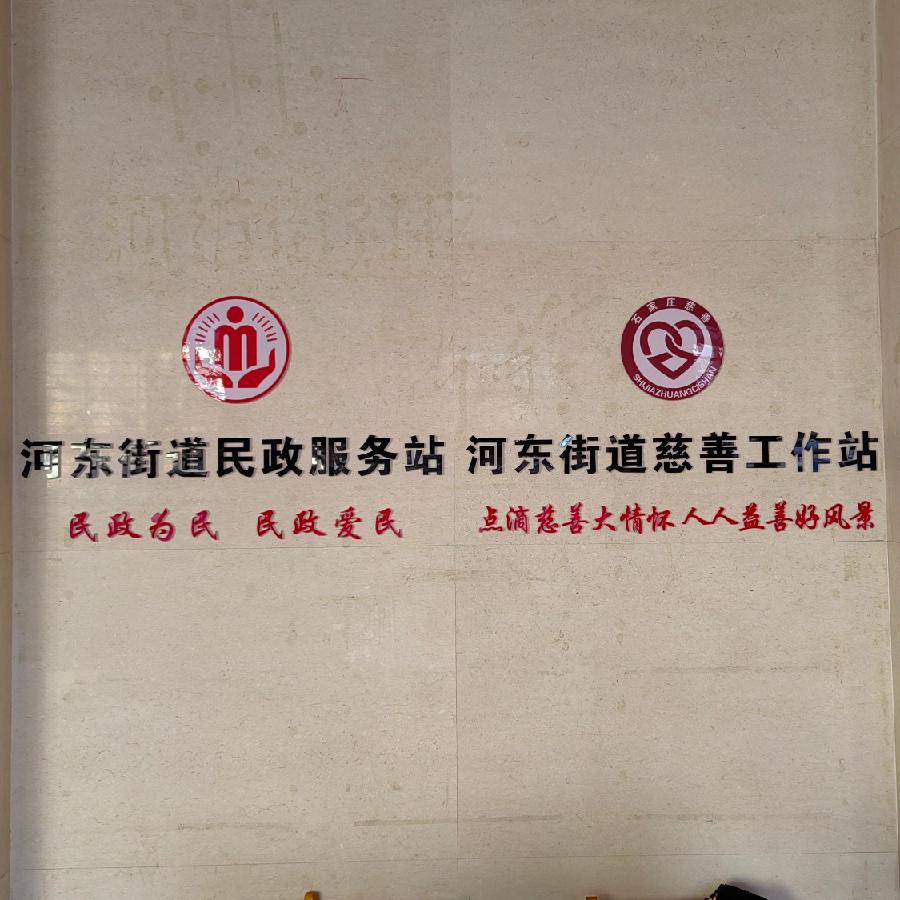 石家庄慈善
SHIJIAZHUANGCISHAN
河东街道民政服务站
河东街道慈善工作站
民政为民 民政爱民
点滴慈善大情怀人人益善好风景